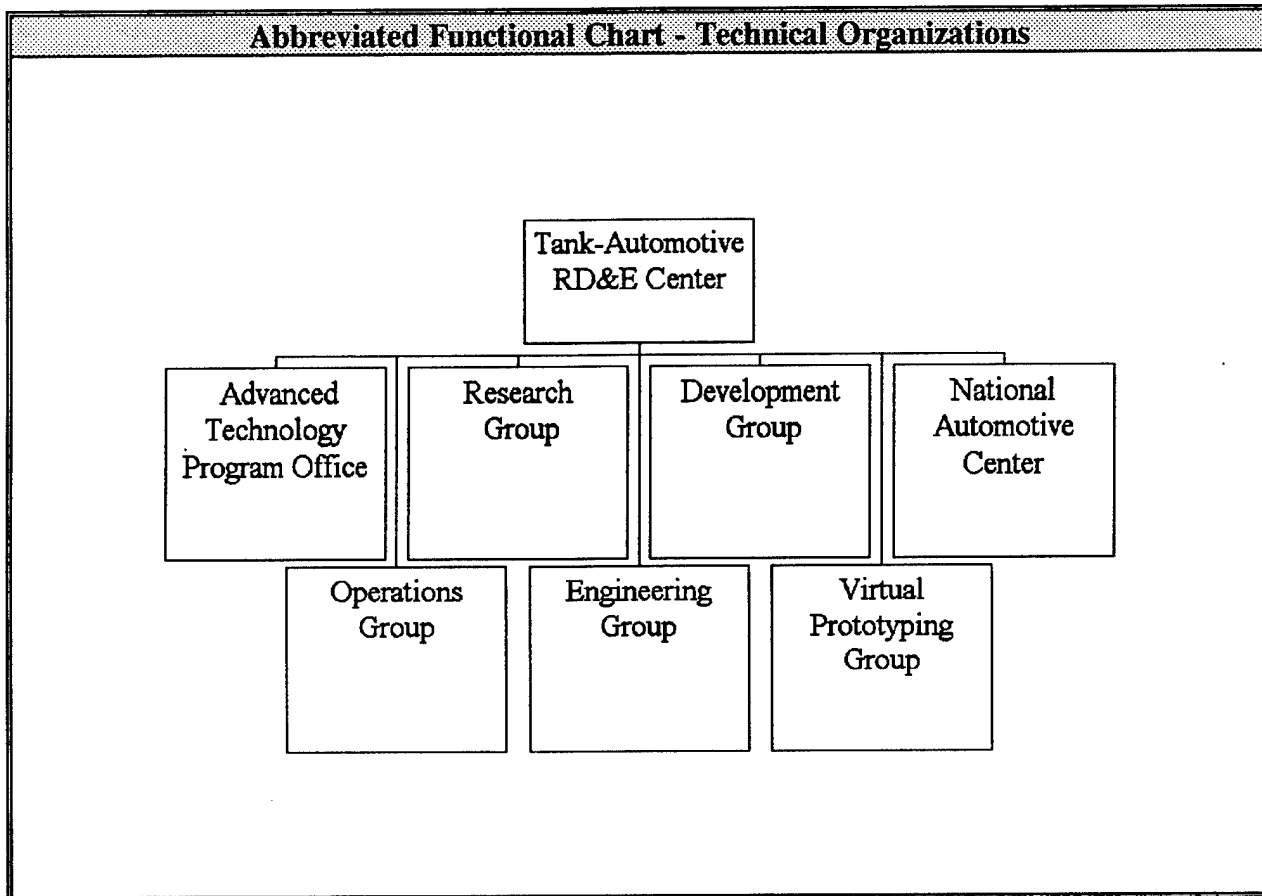 Abbreviated Functional Chart - Technical Organizations
Tank-Automotive
RD&E Center
Advanced
Technology
Program Office
Research
Group
Development
Group
National
Automotive
Center
Operations
Group
Engineering
Group
Virtual
Prototyping
Group